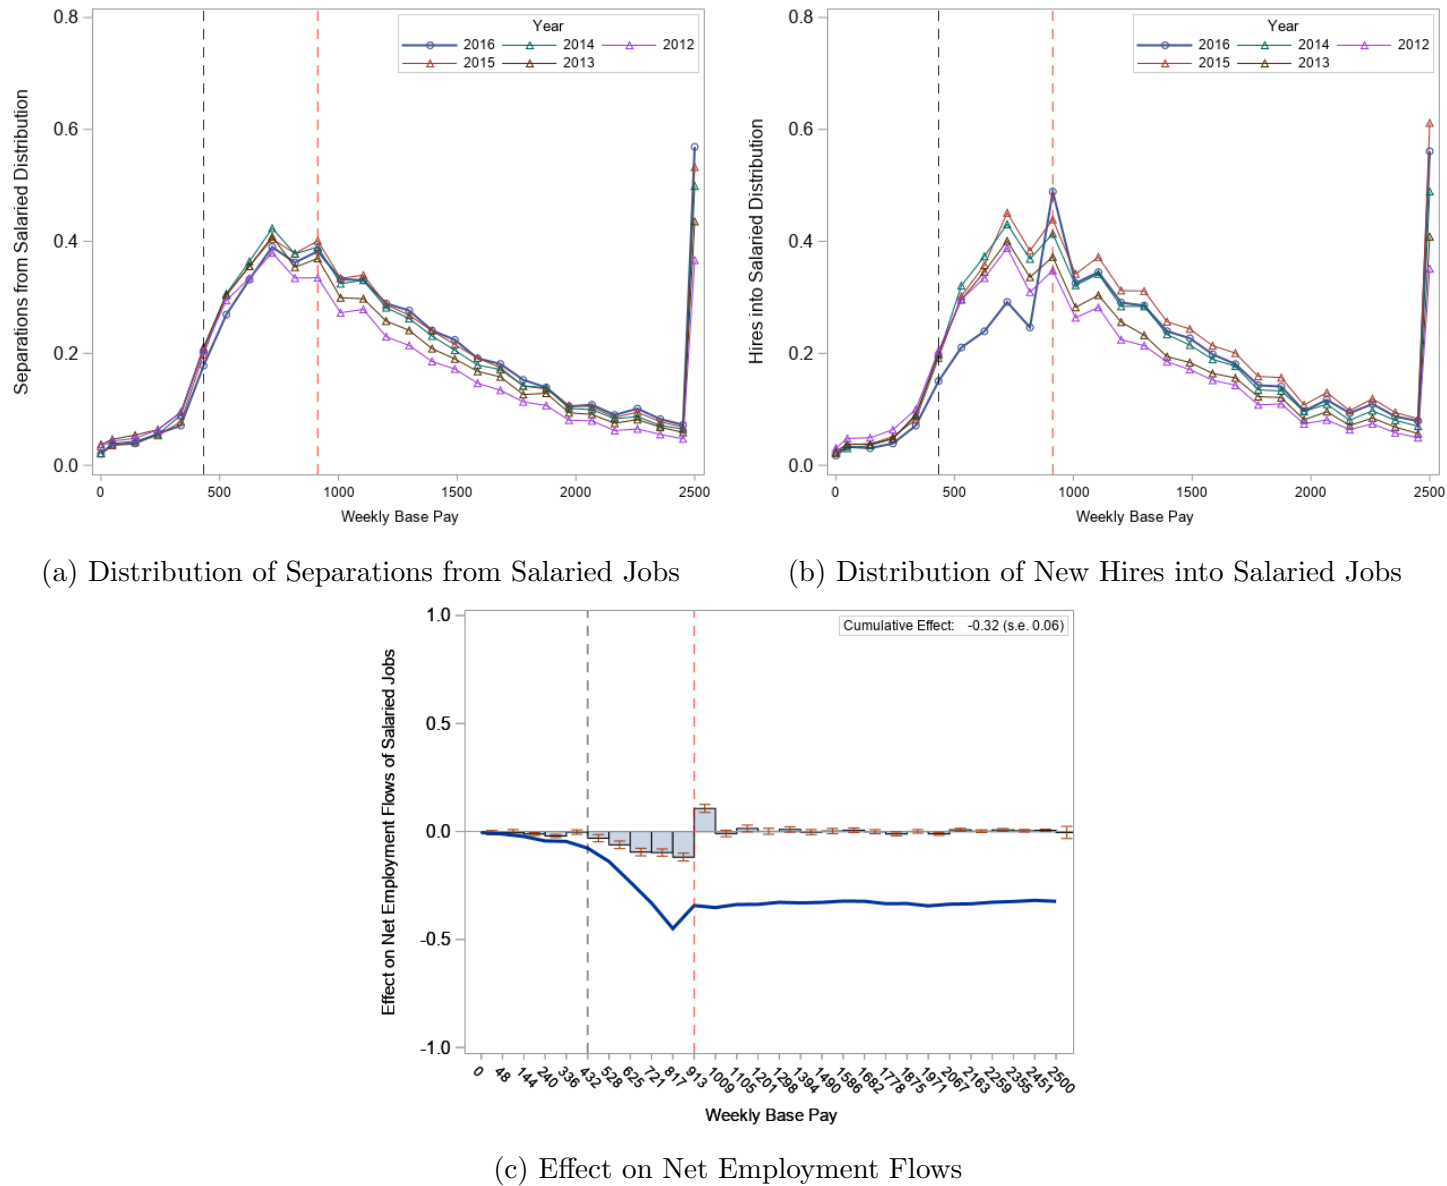 Year
2016 2014 2012
2015 2013
Separations from Salaried Distribution
0.8
0.6
0.4
0.2
0.0
0 500 1000 1500 2000 2500
Weekly Base Pay
(a) Distribution of Separations from Salaried Jobs
Year
2016 2014 2012
2015 2013
Hires into Salaried Distribution
0.8
0.6
0.4
0.2
0.0
0 500 1000 1500 2000 2500
Weekly Base Pay
(b) Distribution of New Hires into Salaried Jobs
Cumulative Effect: -0.32 (s.e. 0.06)
Effect on Net Employment Flows of Salaried Jobs
1.0
0.5
0.0
-0.5
-1.0
0 48 144 240 336 432 528 625 721 817 913 1009 1105 1201 1298 1394 1490 1586 1682 1778 1875 1971 2067 2163 2259 2355 2451 2500
Weekly Base Pay
(c) Effect on Net Employment Flows